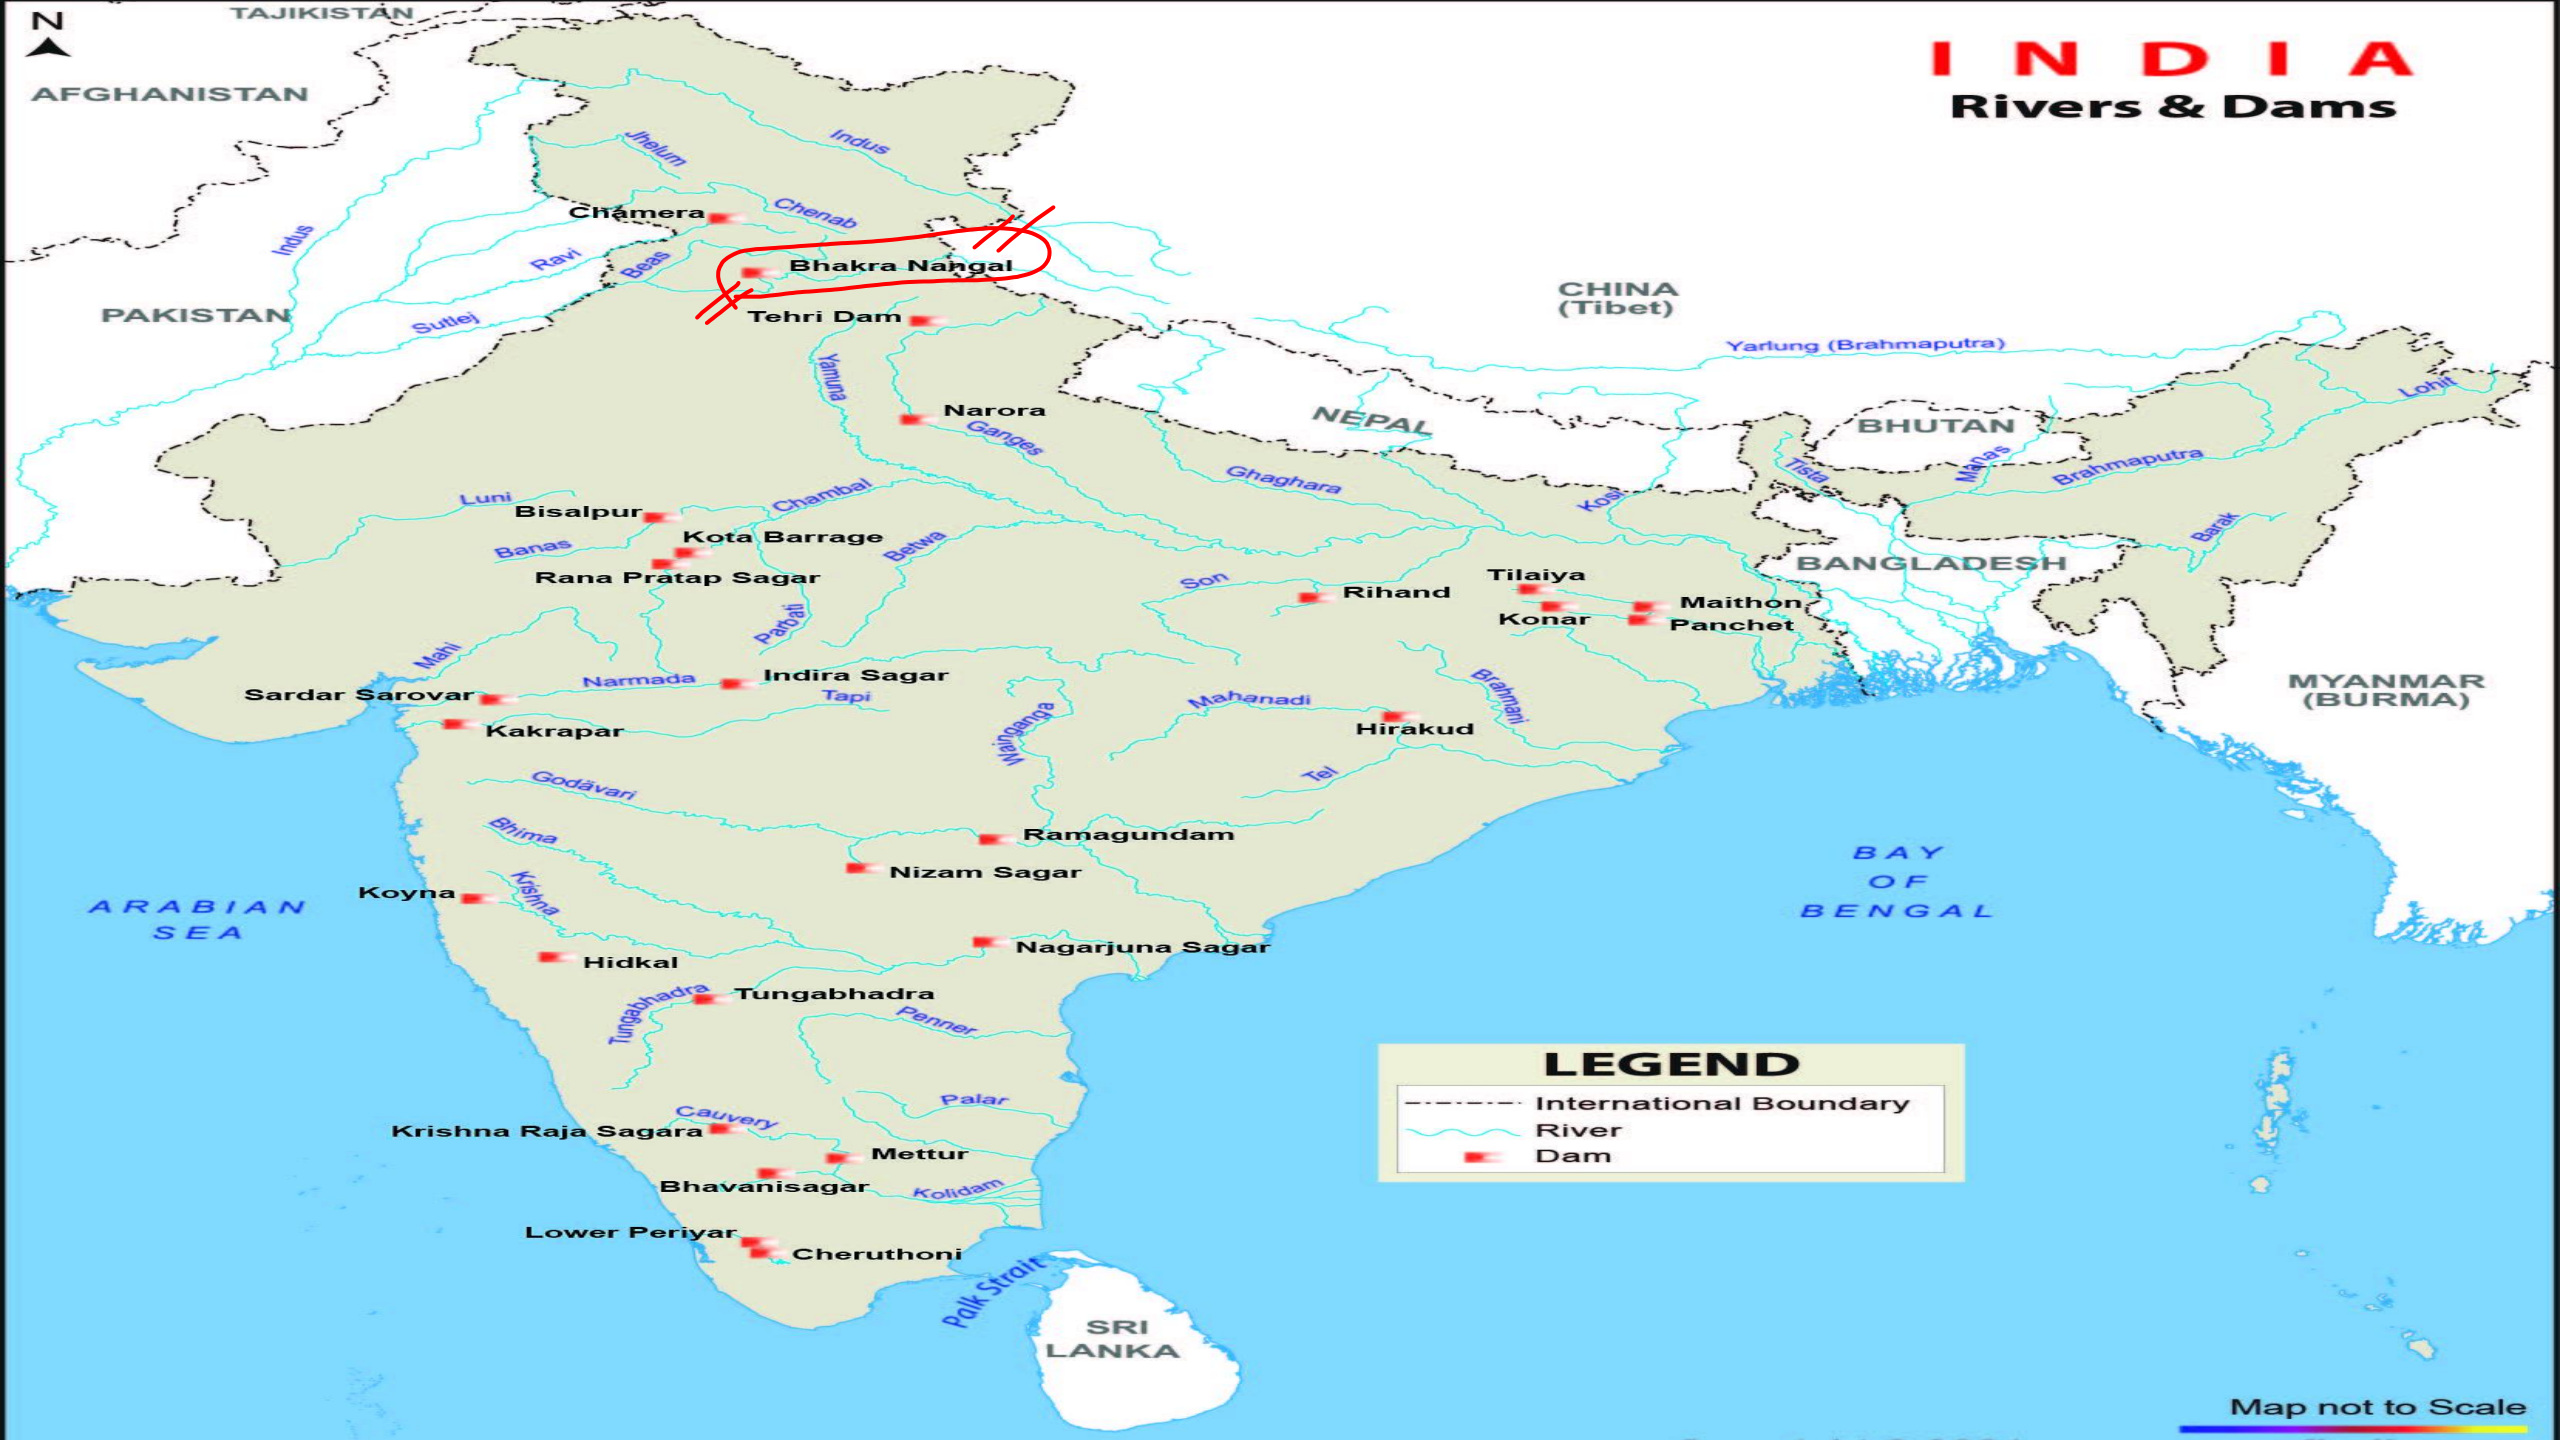 N
TAJIKISTAN
I N D I A
Rivers & Dams
AFGHANISTAN
Jhelum
Indus
Chamera
Chenab
Indus
Ravi
Beas
Bhakra Nangal
CHINA
(Tibet)
PAKISTAN
Sutlej
Tehri Dam
Yarlung (Brahmaputra)
Yamuna
Lohit
Narora
Ganges
NEPAL
BHUTAN
Ghaghara
Tista
Manas
Brahmaputra
Luni
Chambal
Kosi
Bisalpur
Kota Barrage
Banas
Betwa
Barak
BANGLADESH
Rana Pratap Sagar
Son
Rihand
Tilaiya
Maithon
Konar
Panchet
Parbati
Mahi
Narmada
Indira Sagar
Sardar Sarovar
Tapi
Mahanadi
Brahmani
MYANMAR
(BURMA)
Kakrapar
Wainganga
Hirakud
Godävari
Tel
Bhima
Ramagundam
Nizam Sagar
BAY
OF
BENGAL
Koyna
Krishna
ARABIAN
SEA
Nagarjuna Sagar
Hidkal
Tungabhadra
Tungabhadra
Penner
LEGEND
International Boundary
River
Dam
Palar
Cauvery
Krishna Raja Sagara
Mettur
Bhavanisagar
Kolidam
Lower Periyar
Cheruthoni
Palk Strait
SRI
LANKA
Map not to Scale